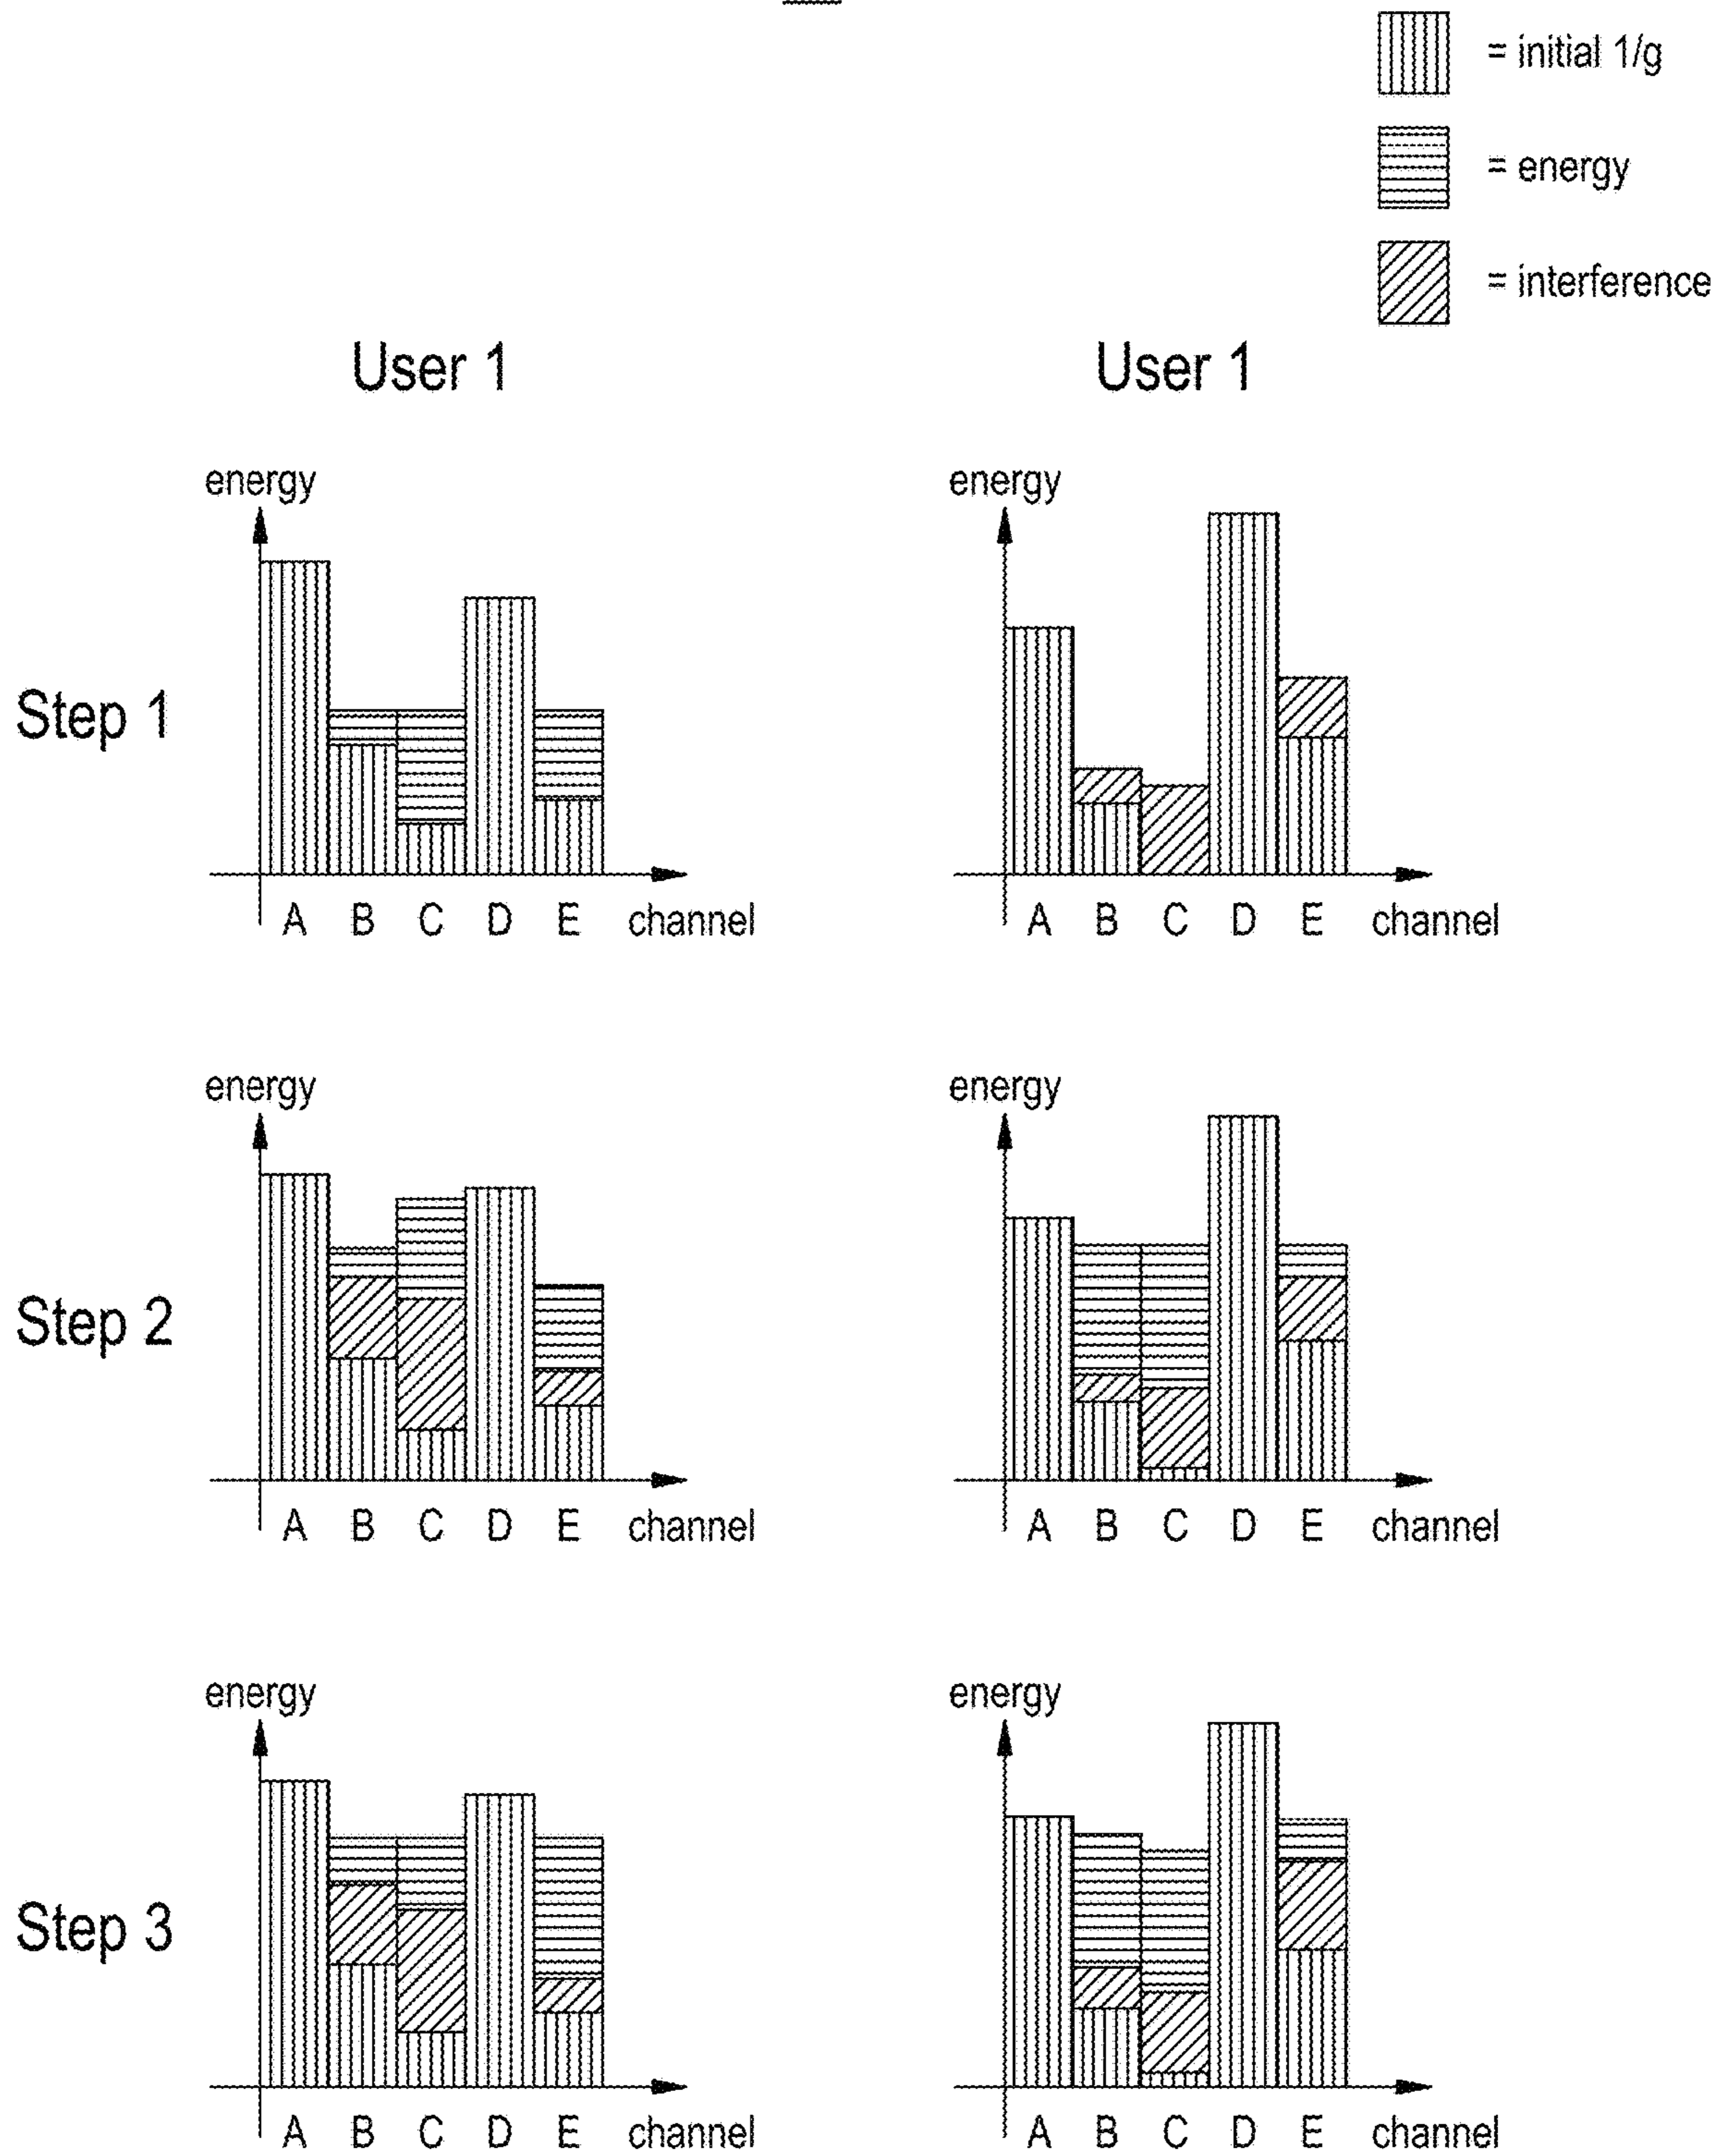 = initial 1/g
= energy
= interference
User 1
User 1
energy
energy
Step 1
A B C D E channel
A B C D E channel
energy
energy
Step 2
A B C D E channel
A B C D E channel
energy
energy
Step 3
A B C D E channel
A B C D E channel